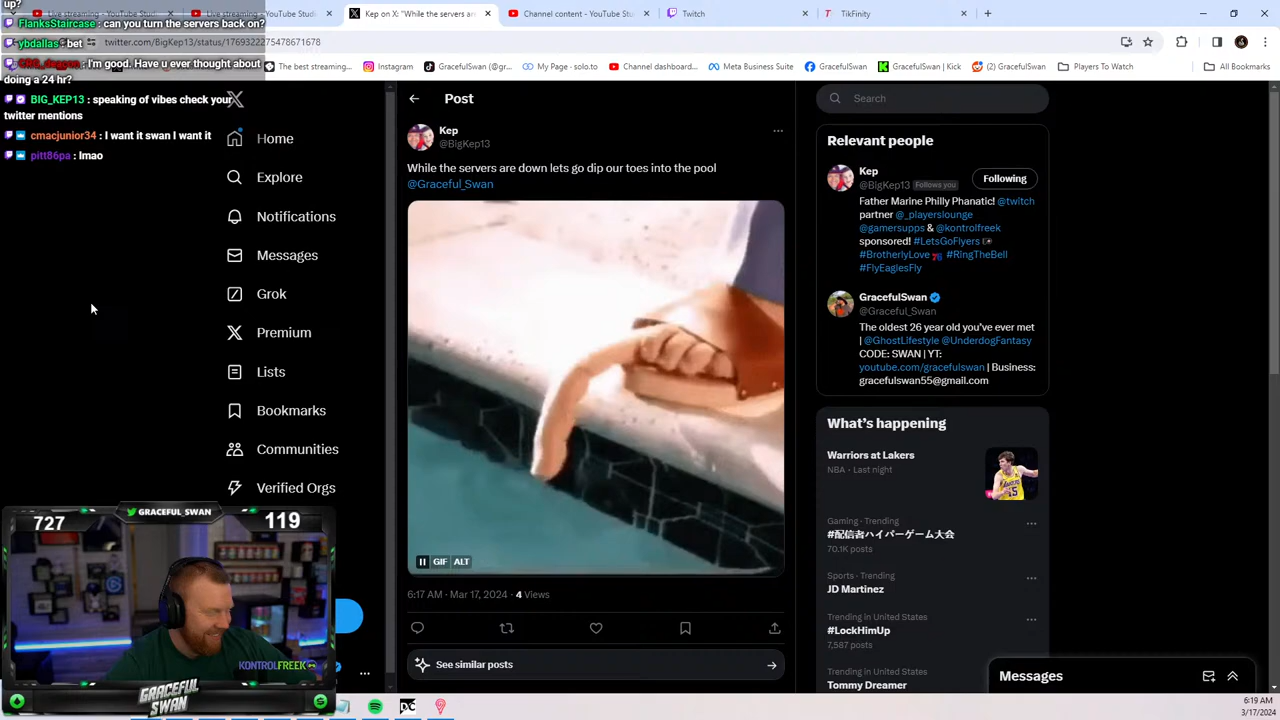 up?
FlanksStaircase : can you turn the servers back on?
ybdallas : bet
I'm good. Have u ever thought about
doing a 24 hr?
BIG_KEP13 : speaking of vibes check your
twitter mentions
cmacjunior34 : I want it swan I want it
pitt86pa : lmao
YouTube Studio
Kep on X: "While the servers ar
Channel content - YouTube Stu
Twitch
TikFinity
twitter.com/BigKep13/status/1769322275478671678
The best streaming...
Instagram
GracefulSwan (@gr...
My Page - solo.to
Channel dashboard...
Music - YouTube
GracefulSwan
GracefulSwan | Kick
(2) GracefulSwan
Players To Watch
All Bookmarks
Home
Explore
Notifications
Messages
Grok
Premium
Lists
Bookmarks
Communities
Verified Orgs
Post
Kep
@BigKep13
While the servers are down lets go dip our toes into the pool
@Graceful_Swan
GIF
ALT
6:17 AM · Mar 17, 2024 · 4 Views
See similar posts
Search
Relevant people
Kep
@BigKep13 Follows you
Following
Father Marine Philly Phanatic! @twitch
partner @_playerslounge
@gamersupps & @kontrolfreek
sponsored! #LetsGoFlyers
#BrotherlyLove #RingTheBell
#FlyEaglesFly
GracefulSwan
@Graceful_Swan
The oldest 26 year old you've ever met
| @GhostLifestyle @UnderdogFantasy
CODE: SWAN | YT:
youtube.com/gracefulswan | Business:
gracefulswan55@gmail.com
What's happening
Warriors at Lakers
NBA · Last night
Gaming · Trending
#配信者ハイパーゲーム大会
70.1K posts
Sports · Trending
JD Martinez
Trending in United States
#LockHimUp
7,587 posts
Trending in United States
Tommy Dreamer
Messages
727
GRACEFUL_SWAN
119
KONTROLFREEK
GRACEFUL
SWAN
6:19 AM
3/17/2024